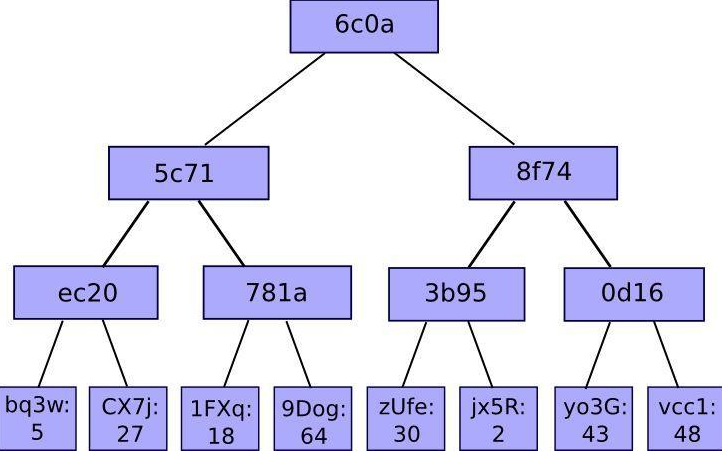 6c0a
5c71
8f74
ec20
781a
3b95
0d16
bq3w:
5
CX7j:
27
1FXq:
18
9Dog:
64
zUfe:
30
jx5R:
2
yo3G:
43
vcc1:
48